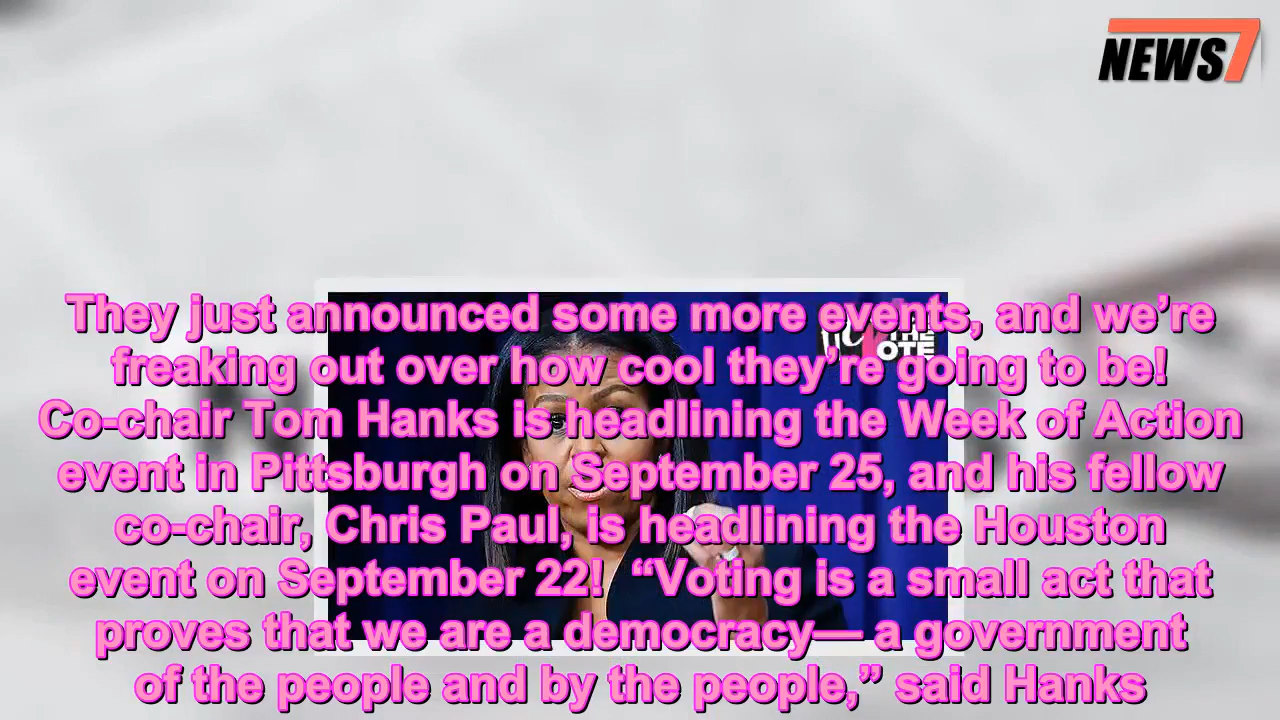 NEWS7
They just announced some more events, and we’re
freaking out over how cool they’re going to be!
Co-chair Tom Hanks is headlining the Week of Action
event in Pittsburgh on September 25, and his fellow
co-chair, Chris Paul, is headlining the Houston
event on September 22!  “Voting is a small act that
proves that we are a democracy— a government
of the people and by the people,” said Hanks
THE